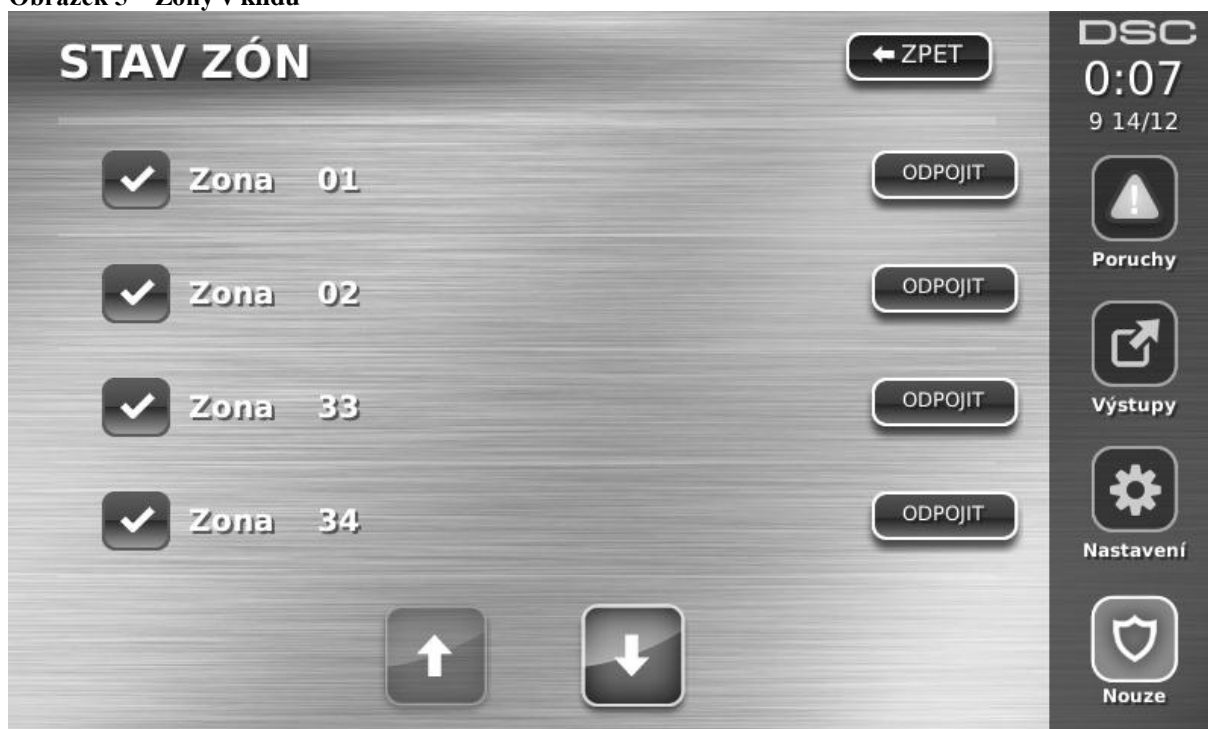 Obrázek 5 – Zóny v klidu
STAV ZÓN
ZPET
DSC
0:07
9 14/12
Zona 01
ODPOJIT
Poruchy
Zona 02
ODPOJIT
Výstupy
Zona 33
ODPOJIT
Nastavení
Zona 34
ODPOJIT
Nouze